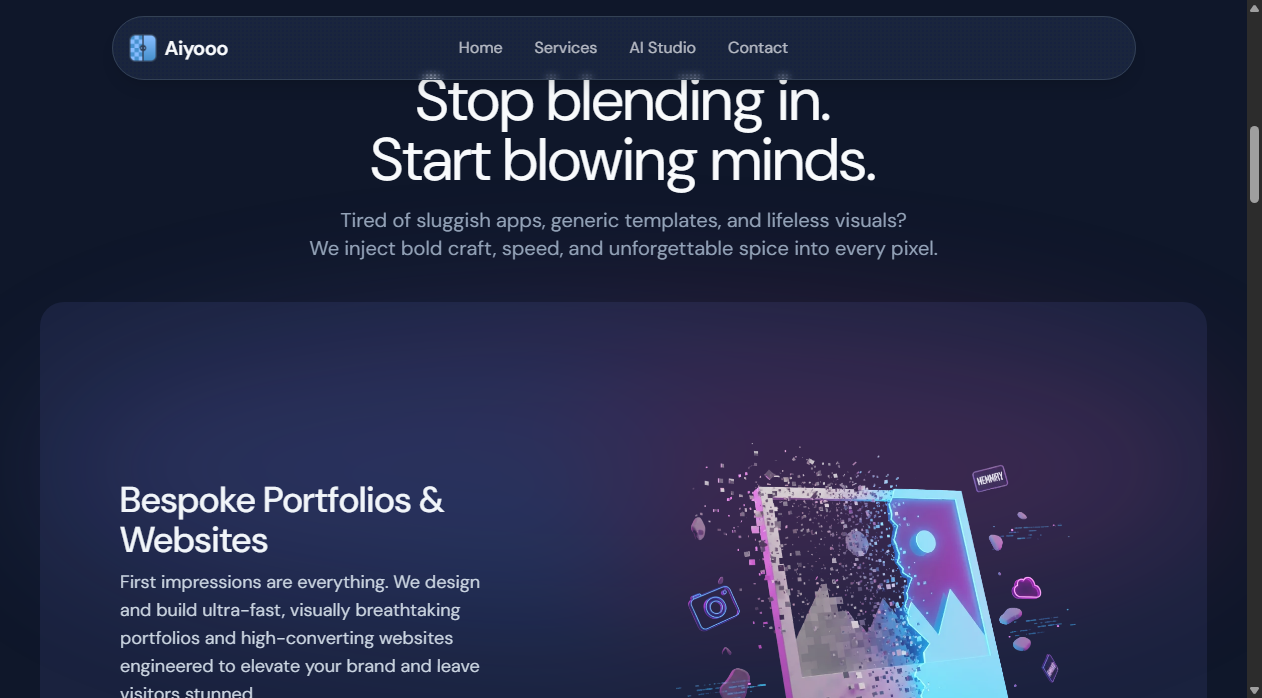 Aiyooo
Home
Services
AI Studio
Contact
Stop blending in.
Start blowing minds.
Tired of sluggish apps, generic templates, and lifeless visuals?
We inject bold craft, speed, and unforgettable spice into every pixel.
Bespoke Portfolios &
Websites
First impressions are everything. We design
and build ultra-fast, visually breathtaking
portfolios and high-converting websites
engineered to elevate your brand and leave
visitors stunned.